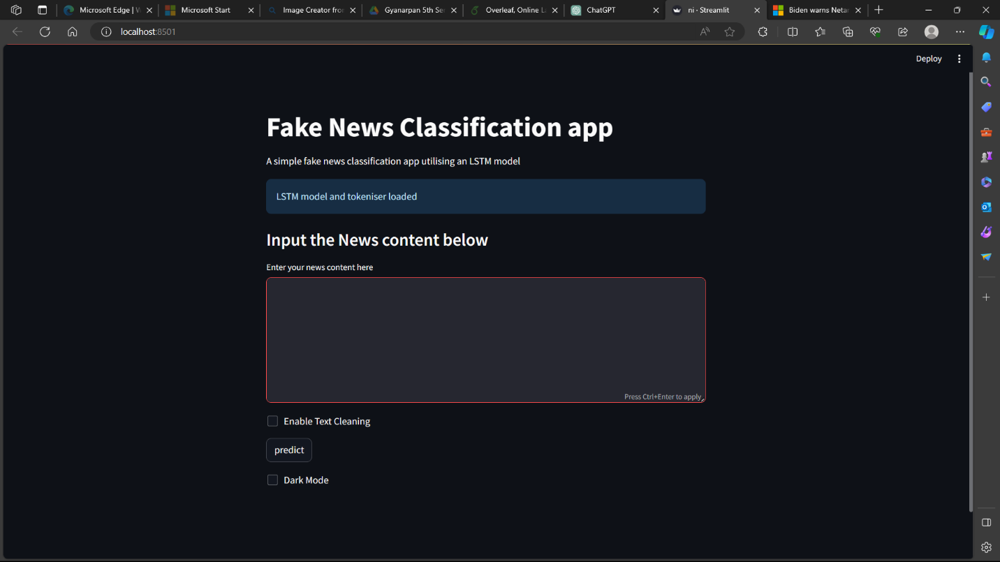 Microsoft Edge | W
Microsoft Start
Image Creator fro
Gyanarpan 5th Se
Overleaf, Online L
ChatGPT
ni · Streamlit
Biden warns Neta
localhost:8501
Deploy
Fake News Classification app
A simple fake news classification app utilising an LSTM model
LSTM model and tokeniser loaded
Input the News content below
Enter your news content here
Press Ctrl+Enter to apply
Enable Text Cleaning
predict
Dark Mode